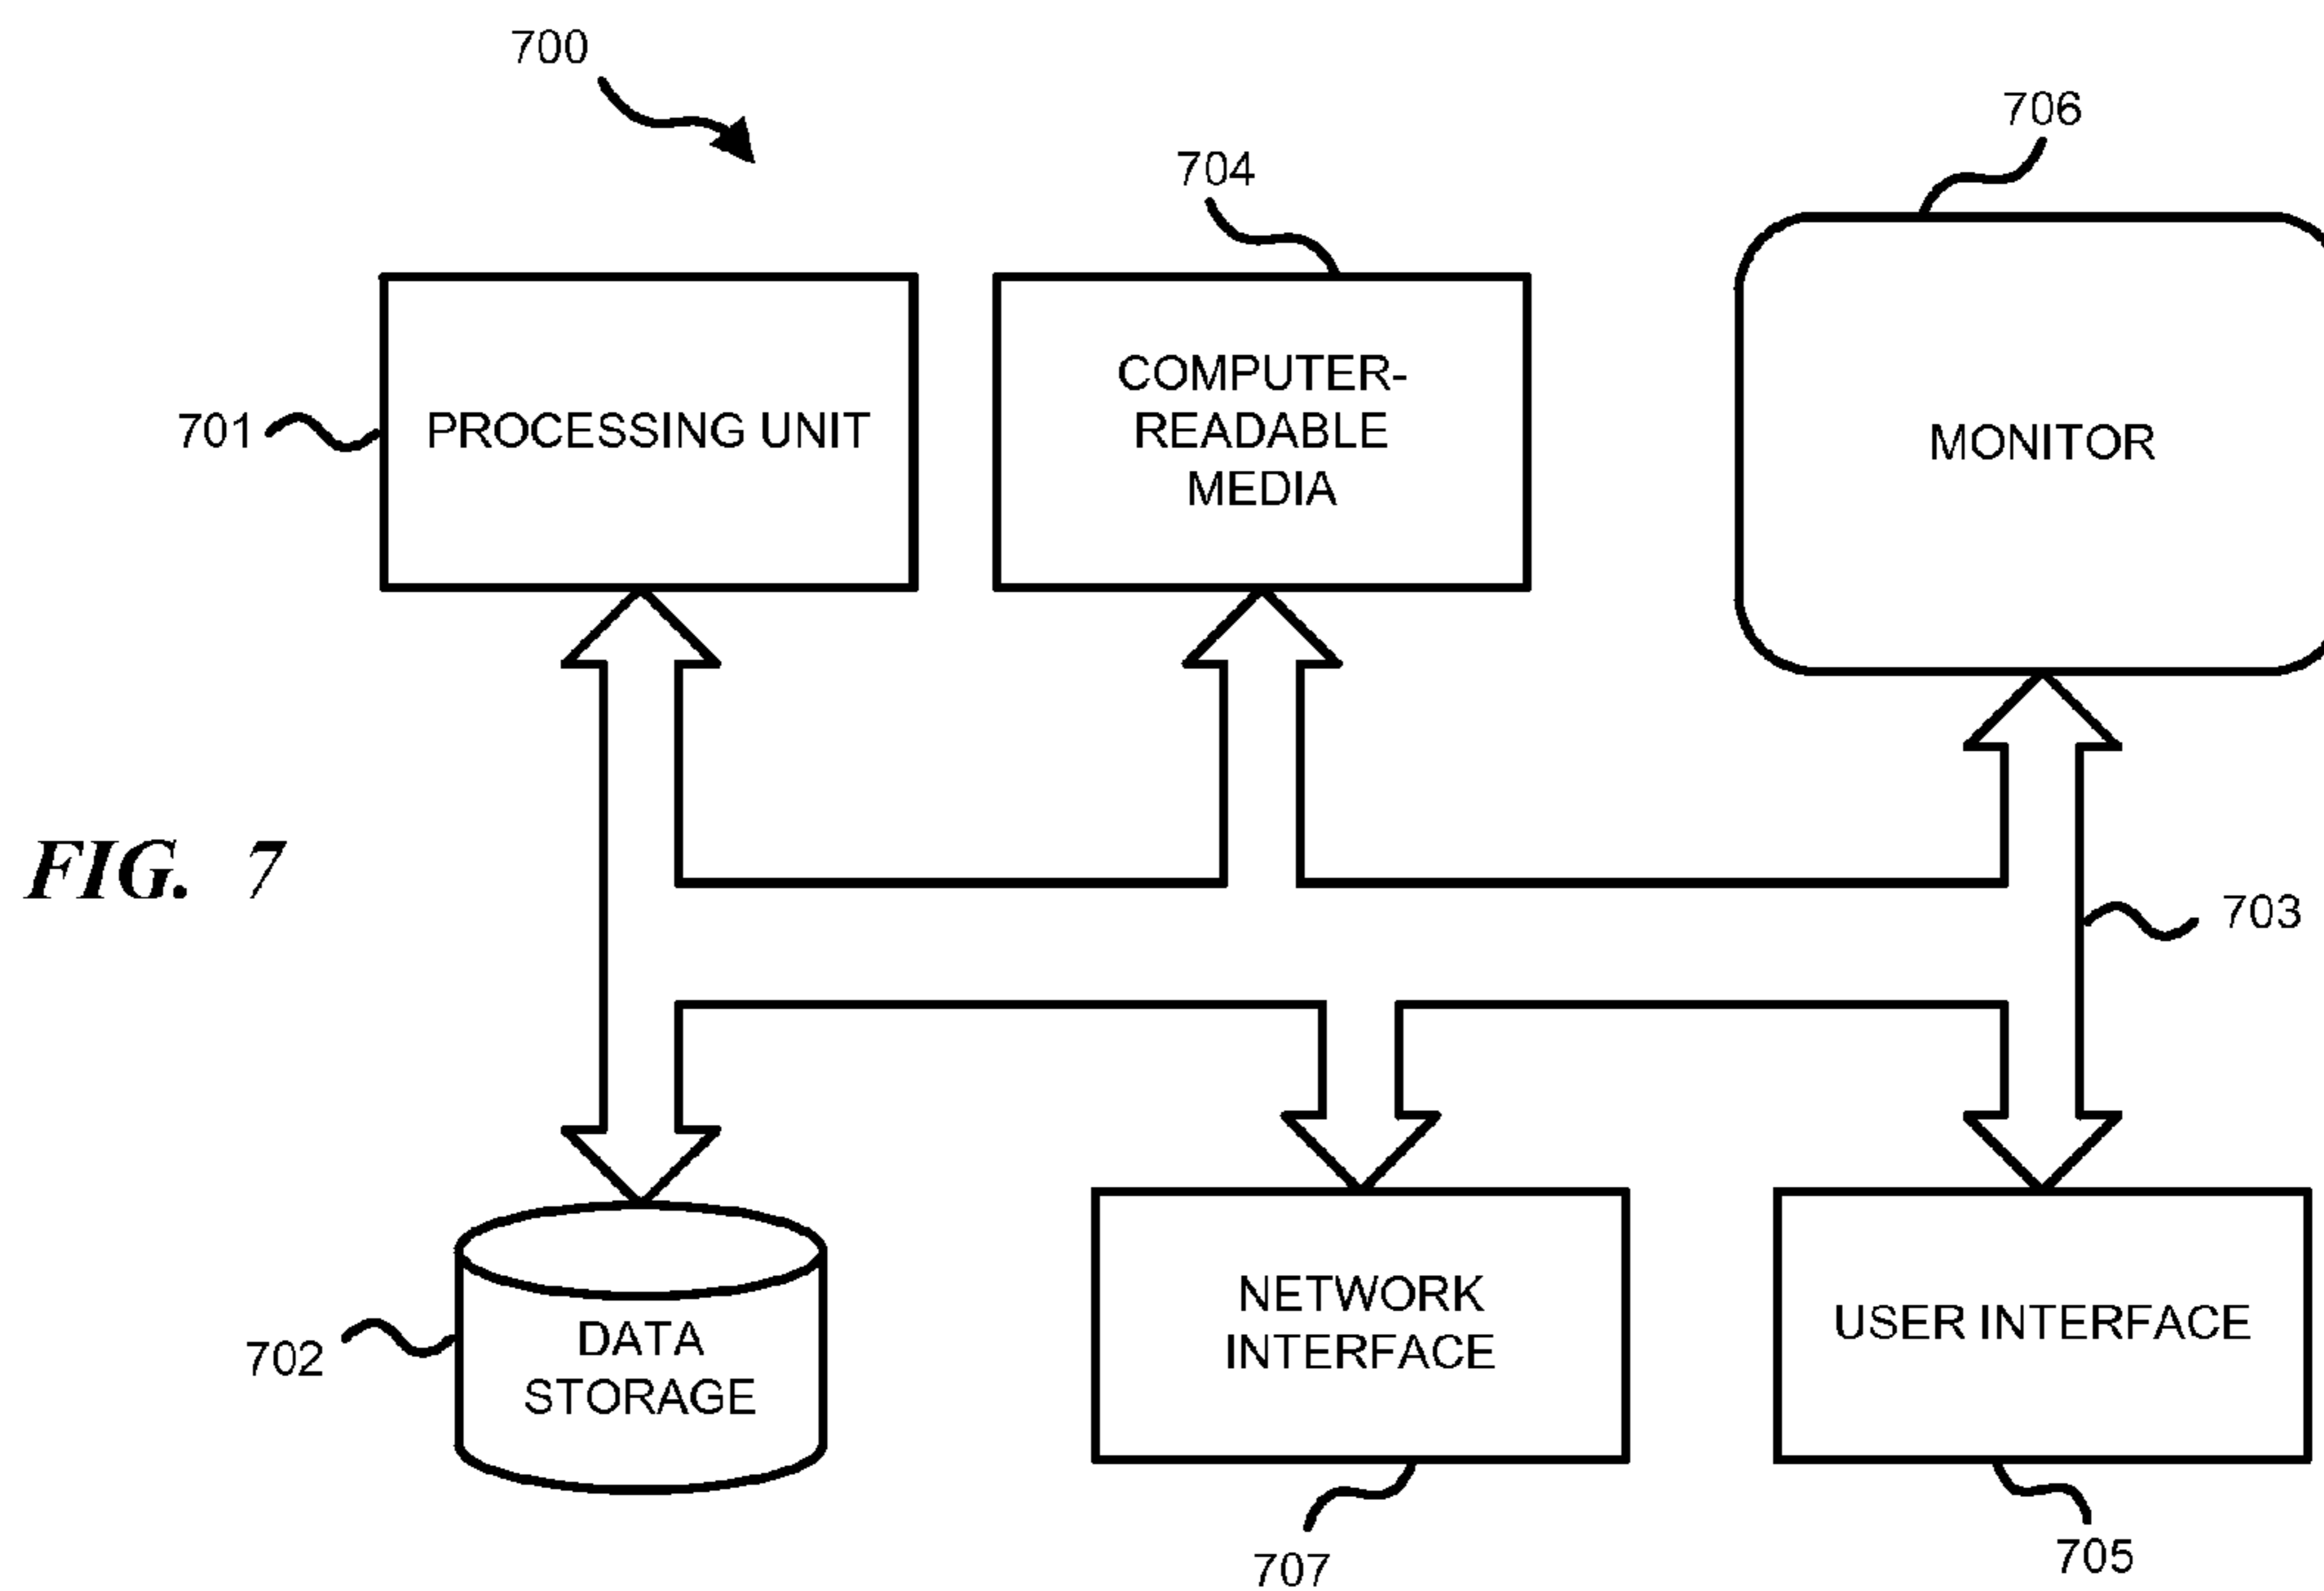 700
706
704
COMPUTER-
READABLE
MEDIA
701
PROCESSING UNIT
MONITOR
FIG. 7
703
NETWORK
INTERFACE
USER INTERFACE
702
DATA
STORAGE
707
705